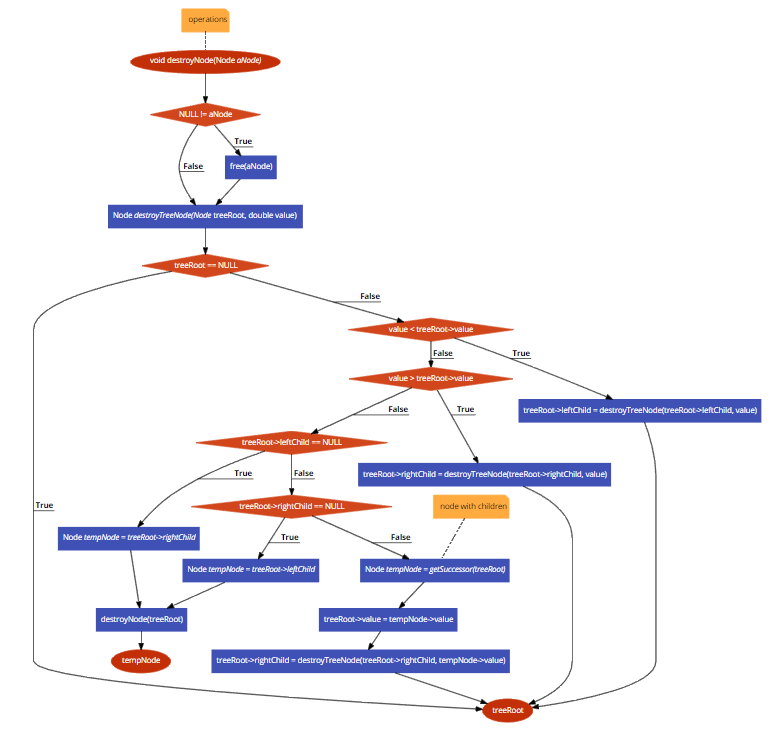 operations
void destroyNode(Node aNode)
NULL != aNode
True
False
free(aNode)
Node destroyTreeNode(Node treeRoot, double value)
treeRoot == NULL
False
value < treeRoot->value
False
True
value > treeRoot->value
treeRoot->leftChild = destroyTreeNode(treeRoot->leftChild, value)
False
True
treeRoot->leftChild == NULL
True
False
treeRoot->rightChild = destroyTreeNode(treeRoot->rightChild, value)
True
treeRoot->rightChild == NULL
node with children
Node tempNode = treeRoot->rightChild
True
False
Node tempNode = treeRoot->leftChild
Node tempNode = getSuccessor(treeRoot)
destroyNode(treeRoot)
treeRoot->value = tempNode->value
tempNode
treeRoot->rightChild = destroyTreeNode(treeRoot->rightChild, tempNode->value)
treeRoot